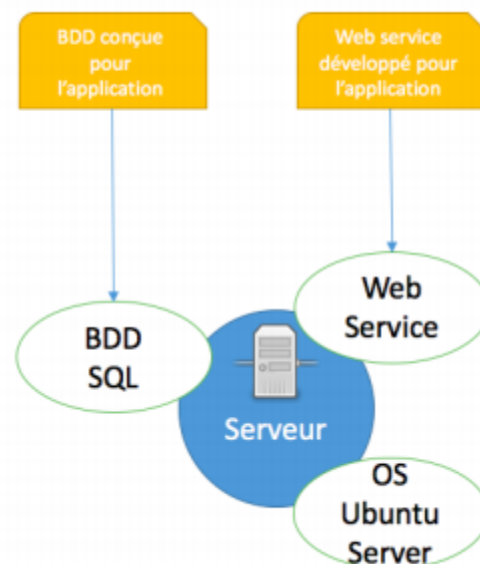 BDD conçue
pour
l'application
Web service
développé pour
l'application
Web
Service
BDD
SQL
Serveur
OS
Ubuntu
Server